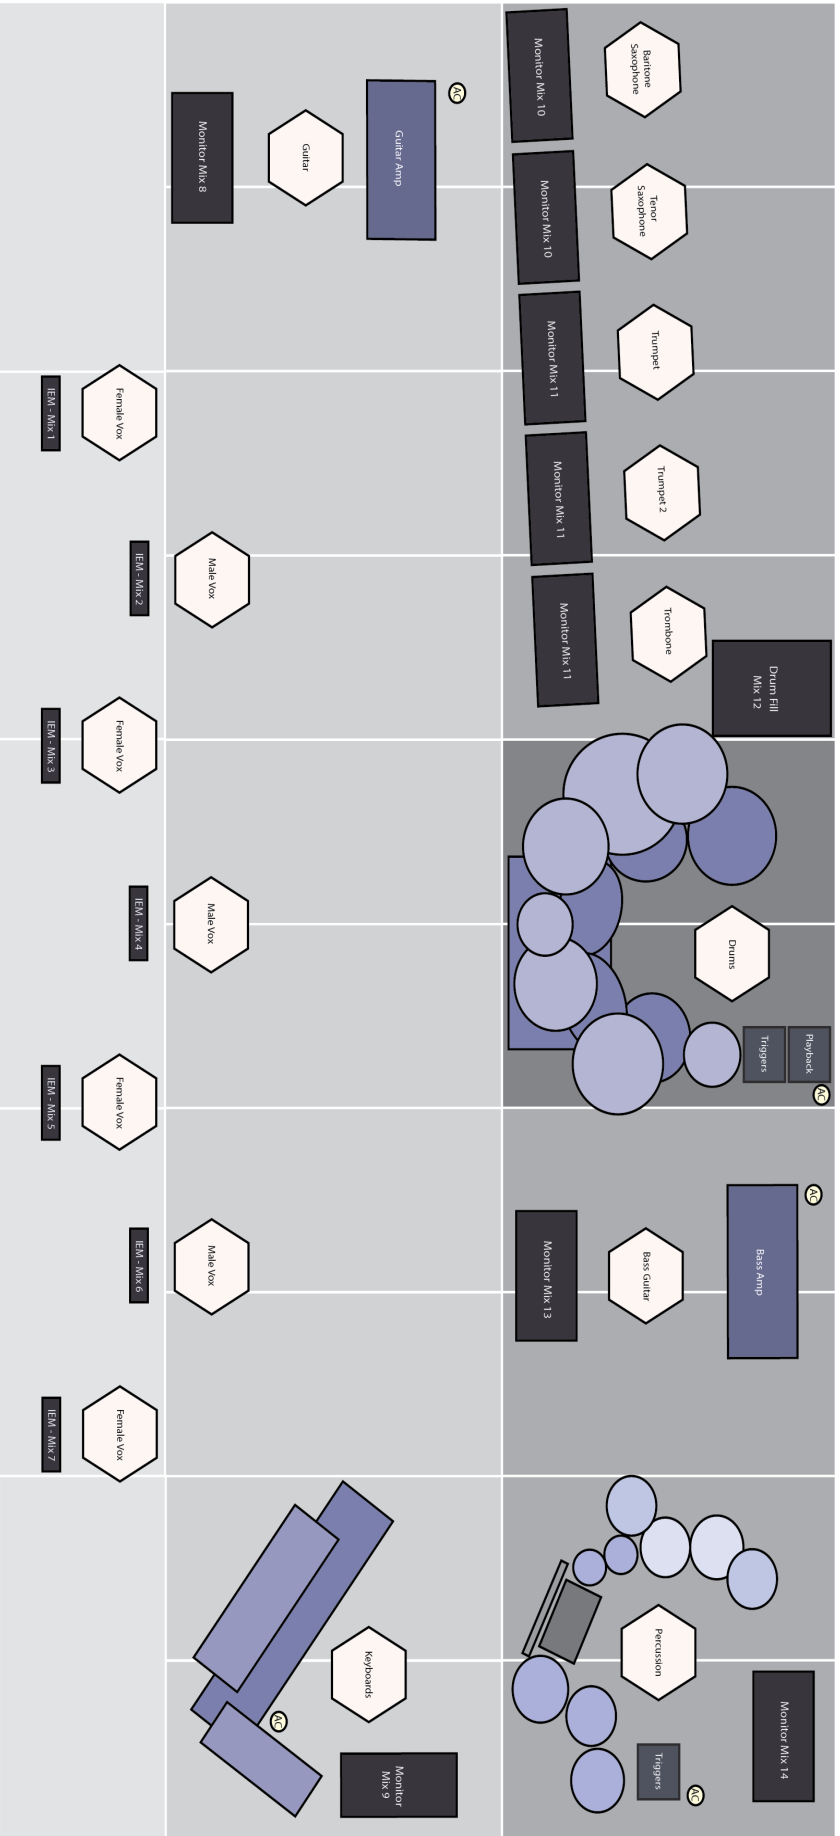 Baritone
Saxophone
Monitor Mix 10
AC
Guitar Amp
Guitar
Monitor Mix 8
Tenor
Saxophone
Monitor Mix 10
Trumpet
Monitor Mix 11
Trumpet 2
Monitor Mix 11
Trombone
Monitor Mix 11
Drum Fill
Mix 12
Female Vox
IEM - Mix 1
Male Vox
IEM - Mix 2
Female Vox
IEM - Mix 3
Male Vox
IEM - Mix 4
Female Vox
IEM - Mix 5
Male Vox
IEM - Mix 6
Female Vox
IEM - Mix 7
Drums
Playback
Triggers
AC
AC
Bass Amp
Bass Guitar
Monitor Mix 13
Percussion
Monitor Mix 14
Triggers
AC
Keyboards
AC
Monitor
Mix 9